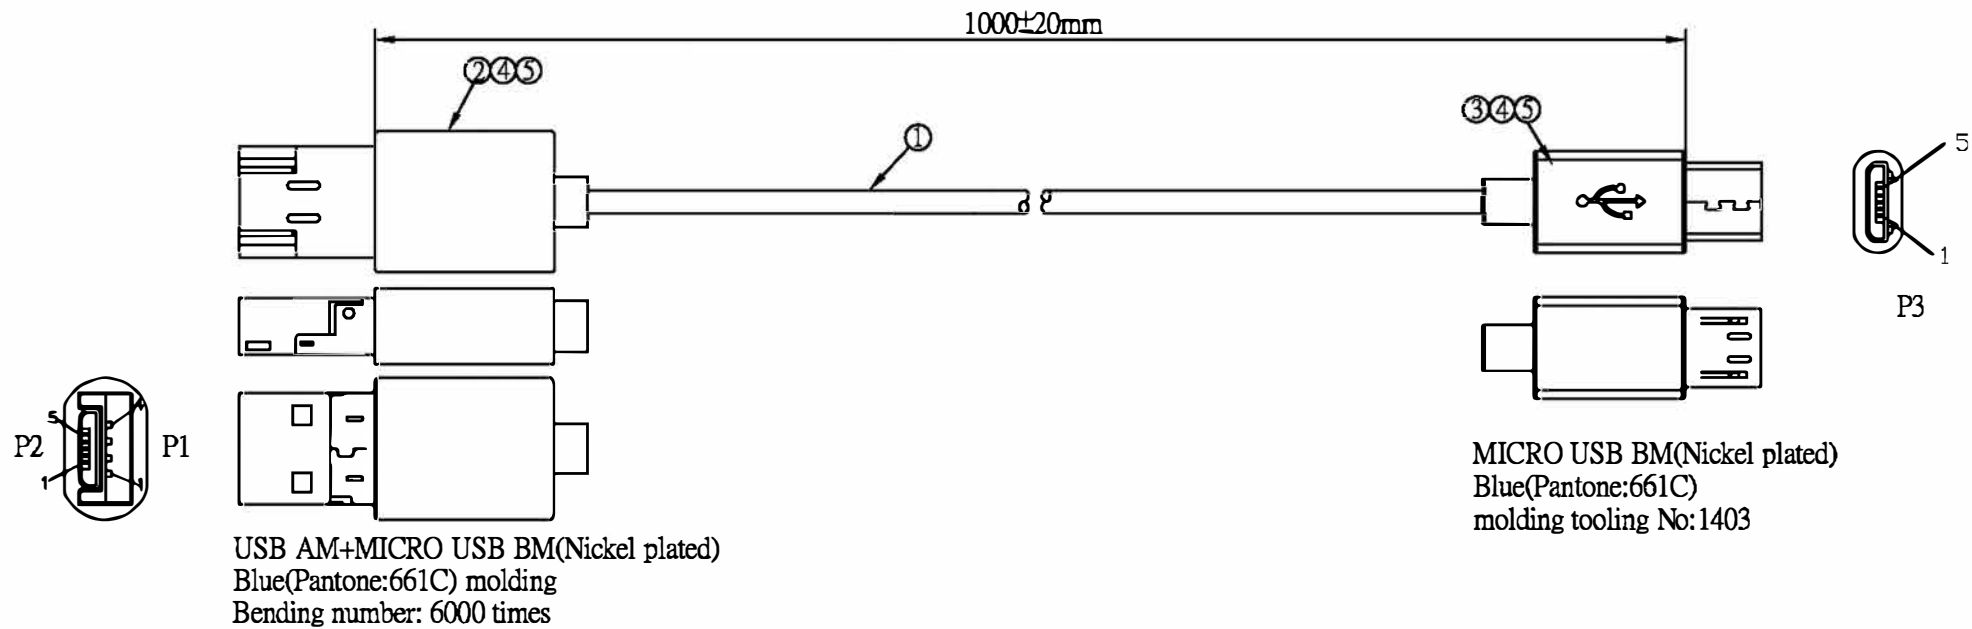 1000±20mm
②④⑤
③④⑤
①
5
1
P3
5
4
P2
P1
1
1
MICRO USB BM(Nickel plated)
Blue(Pantone:661C)
molding tooling No:1403
USB AM+MICRO USB BM(Nickel plated)
Blue(Pantone:661C) molding
Bending number: 6000 times